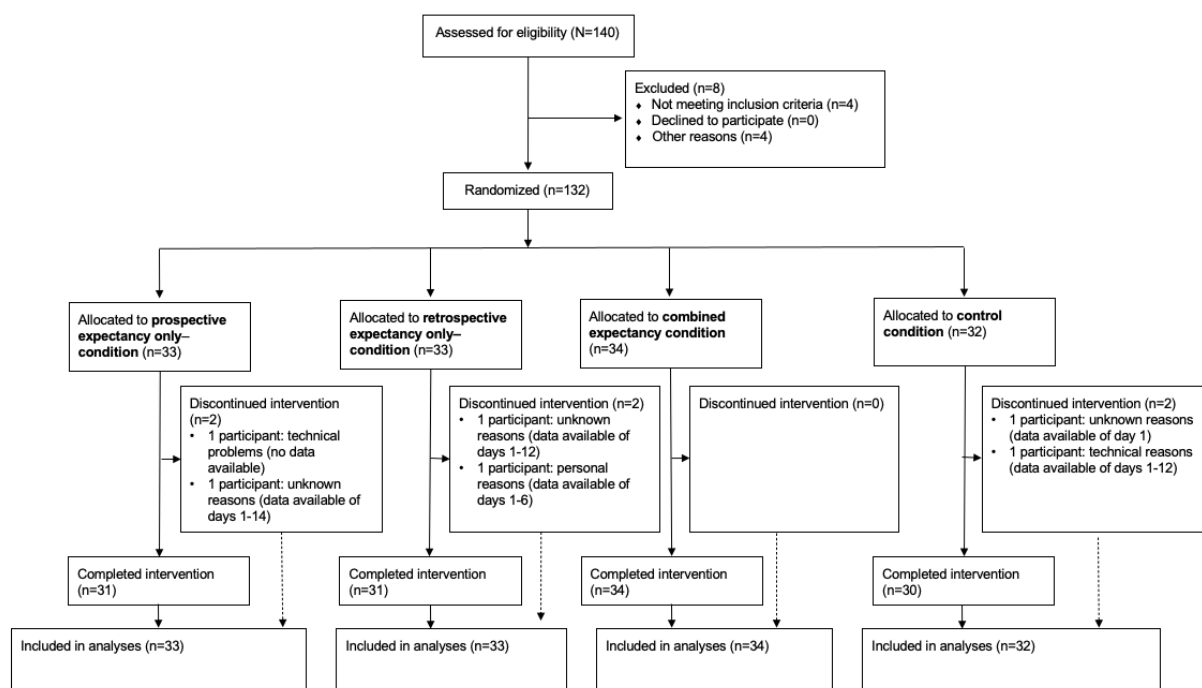 Assessed for eligibility (N=140)
Excluded (n=8)
♦ Not meeting inclusion criteria (n=4)
♦ Declined to participate (n=0)
♦ Other reasons (n=4)
Randomized (n=132)
Allocated to prospective
expectancy only–
condition (n=33)
Allocated to retrospective
expectancy only–
condition (n=33)
Allocated to combined
expectancy condition
(n=34)
Allocated to control
condition (n=32)
Discontinued intervention
(n=2)
• 1 participant: technical
problems (no data
available)
• 1 participant: unknown
reasons (data available of
days 1-14)
Discontinued intervention (n=2)
• 1 participant: unknown
reasons (data available of
days 1-12)
• 1 participant: personal
reasons (data available of
days 1-6)
Discontinued intervention (n=0)
Discontinued intervention (n=2)
• 1 participant: unknown reasons
(data available of day 1)
• 1 participant: technical reasons
(data available of days 1-12)
Completed intervention
(n=31)
Completed intervention
(n=31)
Completed intervention
(n=34)
Completed intervention
(n=30)
Included in analyses (n=33)
Included in analyses (n=33)
Included in analyses (n=34)
Included in analyses (n=32)